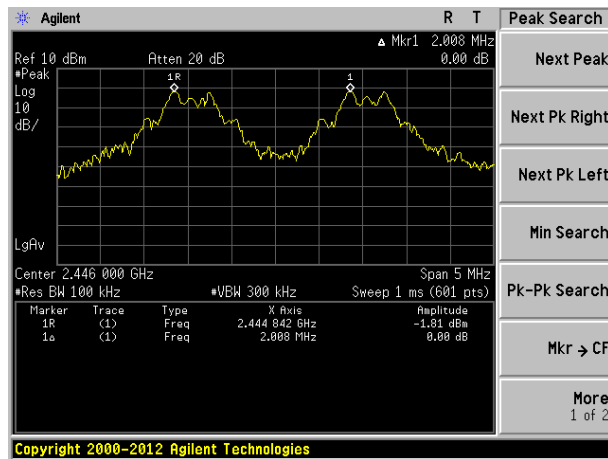 Agilent R T
Peak Search
Δ Mkr1 2.008 MHz
Ref 10 dBm Atten 20 dB 0.00 dB
#Peak
Log
10
dB/
1R 1
LgAv
Center 2.446 000 GHz Span 5 MHz
#Res BW 100 kHz #VBW 300 kHz Sweep 1 ms (601 pts)
Marker Trace Type X Axis Amplitude
1R (1) Freq 2.444 842 GHz -1.81 dBm
1Δ (1) Freq 2.008 MHz 0.00 dB
Next Peak
Next Pk Right
Next Pk Left
Min Search
Pk-Pk Search
Mkr → CF
More
1 of 2
Copyright 2000-2012 Agilent Technologies